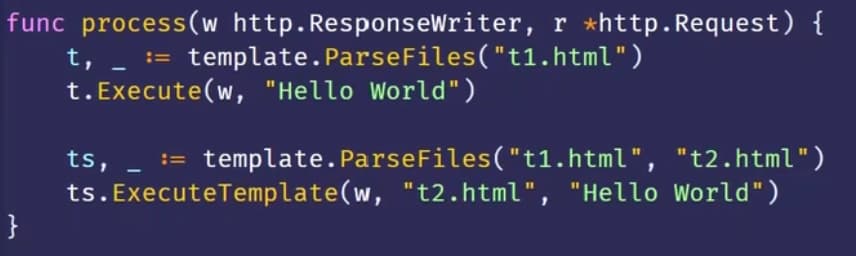 func process(w http.ResponseWriter, r *http.Request) {
    t, _ := template.ParseFiles("t1.html")
    t.Execute(w, "Hello World")

    ts, _ := template.ParseFiles("t1.html", "t2.html")
    ts.ExecuteTemplate(w, "t2.html", "Hello World")
}